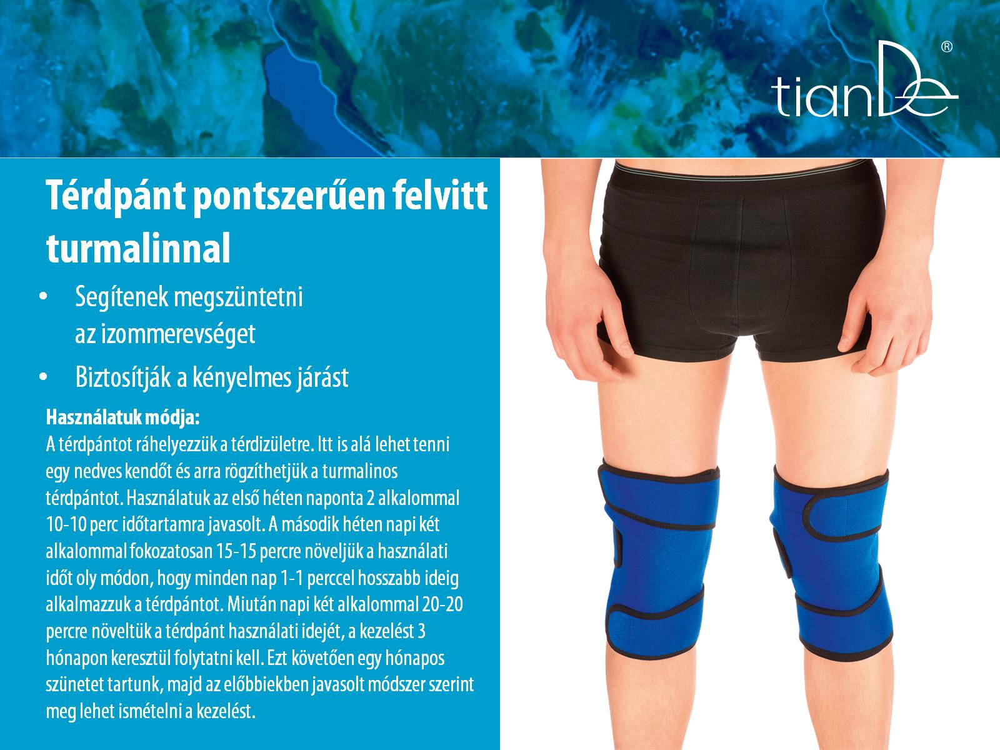 tianDe®
Térdpánt pontszerűen felvitt
turmalinnal
• Segítenek megszüntetni
az izommerevséget
• Biztosítják a kényelmes járást
Használatuk módja:
A térdpántot ráhelyezzük a térdizületre. Itt is alá lehet tenni
egy nedves kendőt és arra rögzíthetjük a turmalinos
térdpántot. Használatuk az első héten naponta 2 alkalommal
10-10 perc időtartamra javasolt. A második héten napi két
alkalommal fokozatosan 15-15 percre növeljük a használati
időt oly módon, hogy minden nap 1-1 perccel hosszabb ideig
alkalmazzuk a térdpántot. Miután napi két alkalommal 20-20
percre növeltük a térdpánt használati idejét, a kezelést 3
hónapon keresztül folytatni kell. Ezt követően egy hónapos
szünetet tartunk, majd az előbbiekben javasolt módszer szerint
meg lehet ismételni a kezelést.